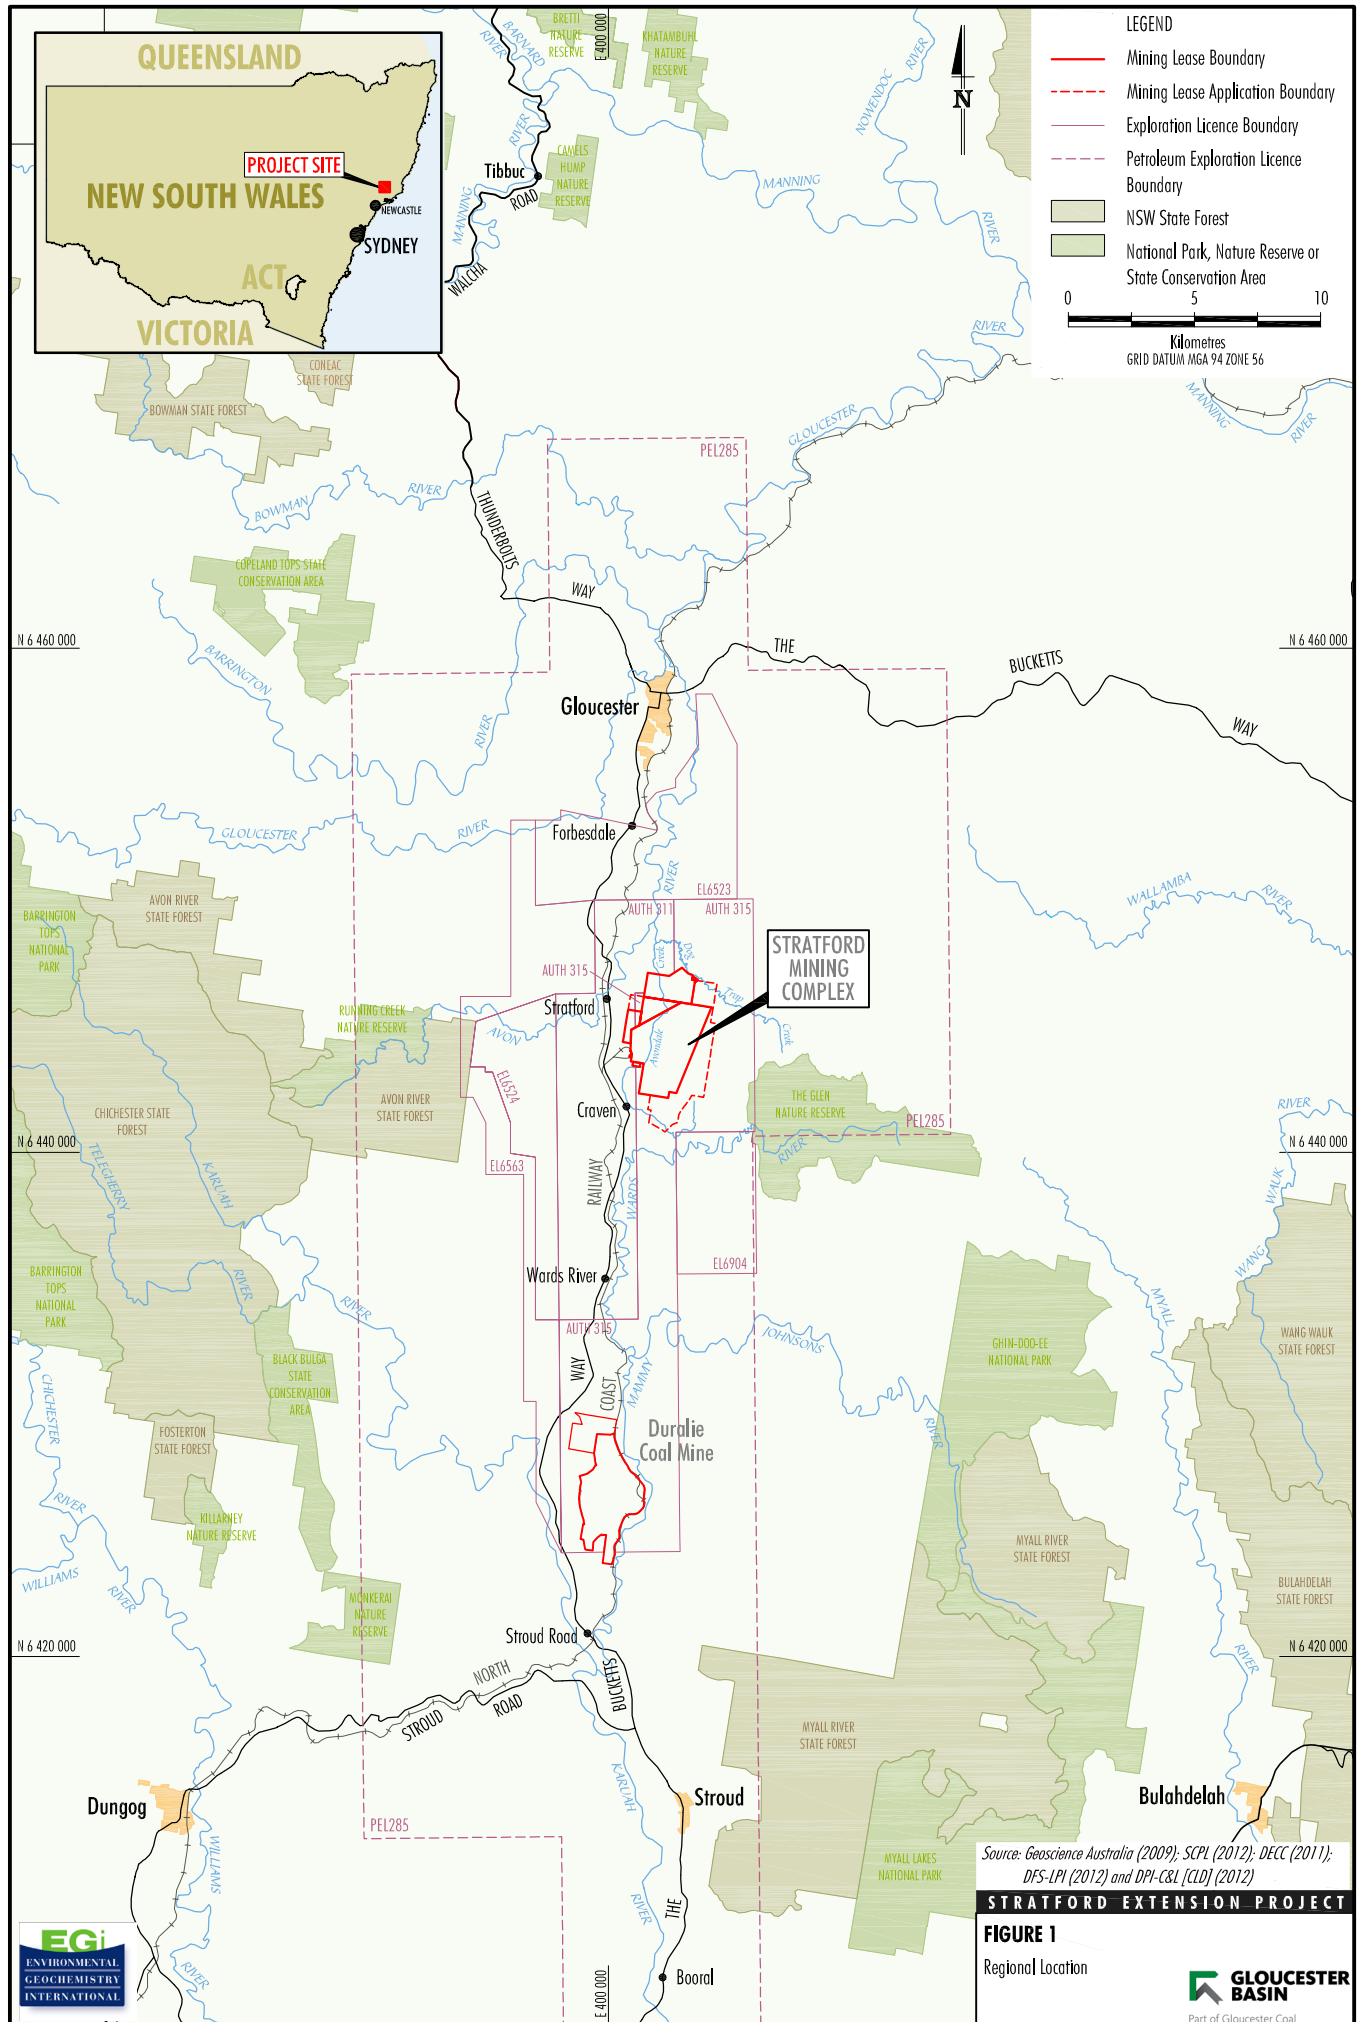 QUEENSLAND
PROJECT SITE
NEW SOUTH WALES
NEWCASTLE
SYDNEY
ACT
VICTORIA
LEGEND
Mining Lease Boundary
Mining Lease Application Boundary
Exploration Licence Boundary
Petroleum Exploration Licence
Boundary
NSW State Forest
National Park, Nature Reserve or
State Conservation Area
0 5 10
Kilometres
GRID DATUM MGA 94 ZONE 56
N
E 400 000
BRETTI
NATURE
RESERVE
KHATAMBUHL
NATURE
RESERVE
BARNARD
RIVER
NOWENDOC
RIVER
RIVER
Tibbuc
CAMELS
HUMP
NATURE
RESERVE
ROAD
MANNING
WALCHA
MANNING
RIVER
RIVER
MANNING
RIVER
CONEAC
STATE FOREST
BOWMAN STATE FOREST
GLOUCESTER
PEL285
BOWMAN
RIVER
THUNDERBOLTS
WAY
COPELAND TOPS STATE
CONSERVATION AREA
N 6 460 000
N 6 460 000
THE
BUCKETTS
WAY
BARRINGTON
RIVER
Gloucester
GLOUCESTER
RIVER
Forbesdale
RIVER
EL6523
WALLAMBA
RIVER
AVON RIVER
STATE FOREST
BARRINGTON
TOPS
NATIONAL
PARK
AUTH 311
AUTH 315
STRATFORD
MINING
COMPLEX
Creek
Dog
Trap
Creek
AUTH 315
Stratford
RUNNING CREEK
NATURE RESERVE
AVON
Avondale
EL6524
AVON RIVER
STATE FOREST
CHICHESTER STATE
FOREST
Craven
THE GLEN
NATURE RESERVE
PEL285
RIVER
N 6 440 000
N 6 440 000
RIVER
WAUK
WANG
EL6563
TELEGHERRY
KARUAH
RAILWAY
WARDS
EL6904
Wards River
BARRINGTON
TOPS
NATIONAL
PARK
RIVER
RIVER
MYALL
AUTH 315
JOHNSONS
WANG WAUK
STATE FOREST
GHIN-DOO-EE
NATIONAL PARK
BLACK BULGA
STATE
CONSERVATION
AREA
WAY
COAST
MAMMY
CHICHESTER
RIVER
Duralie
Coal Mine
FOSTERTON
STATE FOREST
RIVER
KILLARNEY
NATURE RESERVE
MYALL RIVER
STATE FOREST
WILLIAMS
RIVER
BULAHDELAH
STATE FOREST
MONKERAI
NATURE
RESERVE
Stroud Road
N 6 420 000
N 6 420 000
RIVER
NORTH
BUCKETTS
STROUD
ROAD
MYALL RIVER
STATE FOREST
KARUAH
Dungog
Stroud
Bulahdelah
PEL285
WILLIAMS
MYALL LAKES
NATIONAL PARK
RIVER
THE
RIVER
Booral
E 400 000
Source: Geoscience Australia (2009); SCPL (2012); DECC (2011);
DFS-LPI (2012) and DPI-C&L [CLD] (2012)
STRATFORD EXTENSION PROJECT
FIGURE 1
Regional Location
GLOUCESTER
BASIN
Part of Gloucester Coal
EGi
ENVIRONMENTAL
GEOCHEMISTRY
INTERNATIONAL